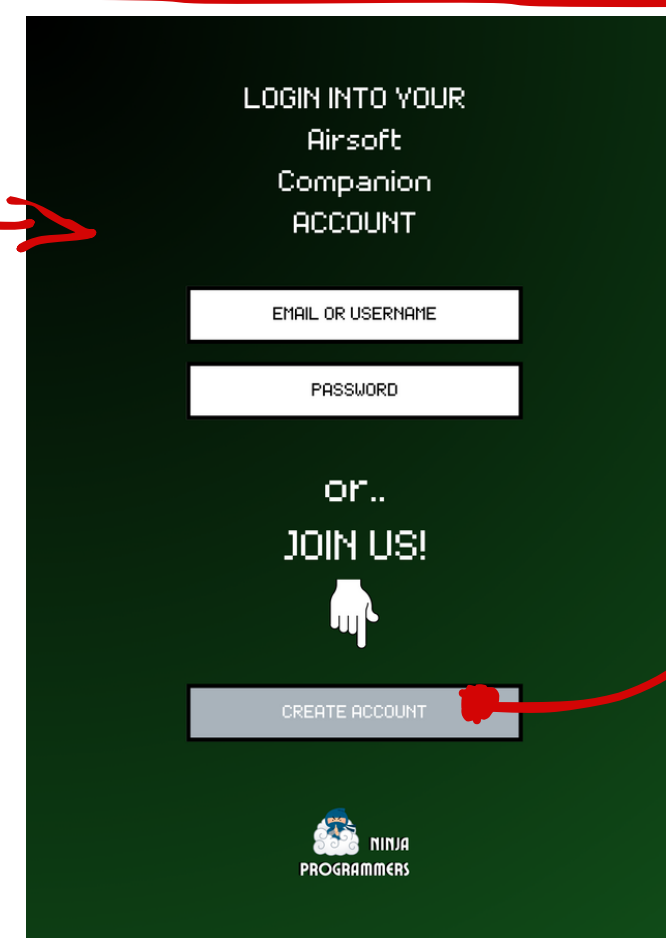 LOGIN INTO YOUR
Airsoft
Companion
ACCOUNT
EMAIL OR USERNAME
PASSWORD
or..
JOIN US!
CREATE ACCOUNT
NINJA
PROGRAMMERS